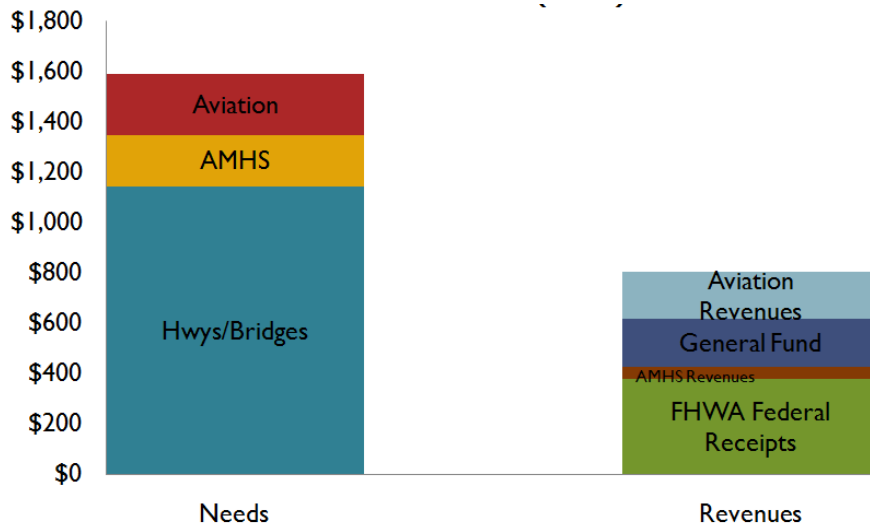 $1,800
$1,600
$1,400
$1,200
$1,000
$800
$600
$400
$200
$0
Aviation
AMHS
Hwys/Bridges
Aviation
Revenues
General Fund
AMHS Revenues
FHWA Federal
Receipts
Needs
Revenues